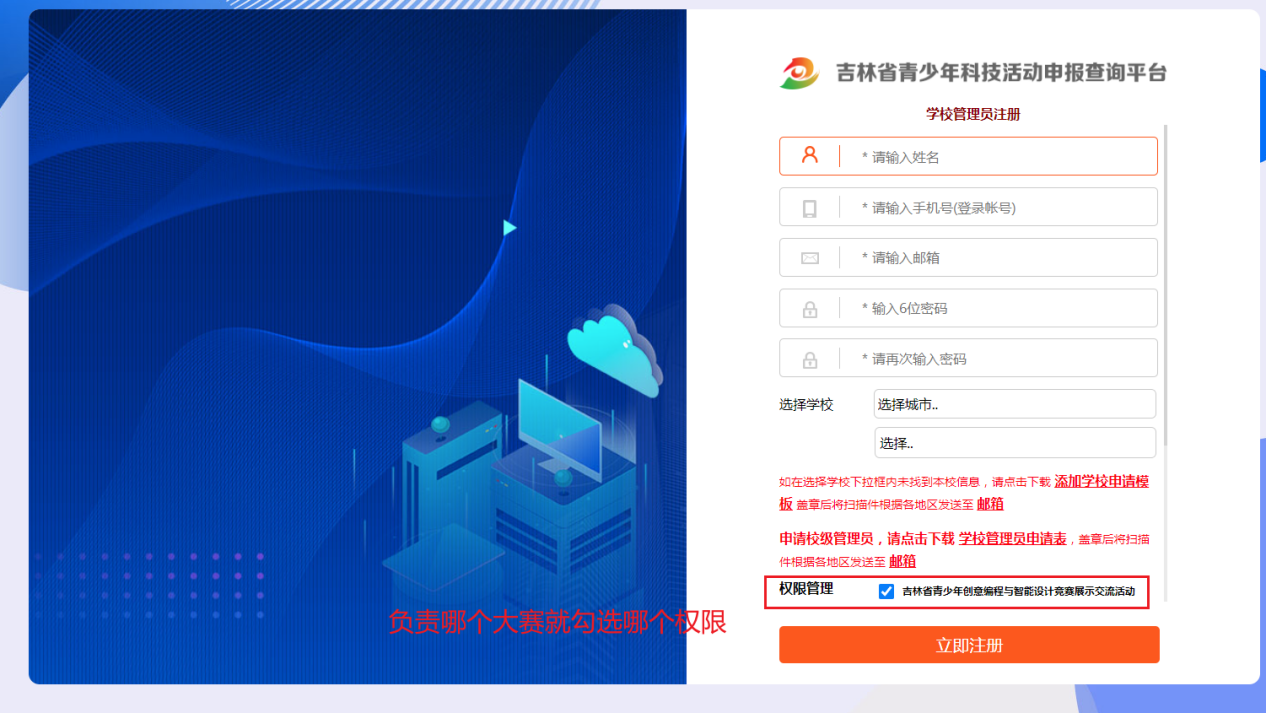 吉林省青少年科技活动申报查询平台
学校管理员注册
* 请输入姓名
* 请输入手机号(登录帐号)
* 请输入邮箱
* 输入6位密码
* 请再次输入密码
选择学校 选择城市..
选择..
如在选择学校下拉框内未找到本校信息，请点击下载 添加学校申请模
板 盖章后将扫描件根据各地区发送至 邮箱
申请校级管理员，请点击下载 学校管理员申请表，盖章后将扫描
件根据各地区发送至 邮箱
权限管理 吉林省青少年创意编程与智能设计竞赛展示交流活动
负责哪个大赛就勾选哪个权限
立即注册